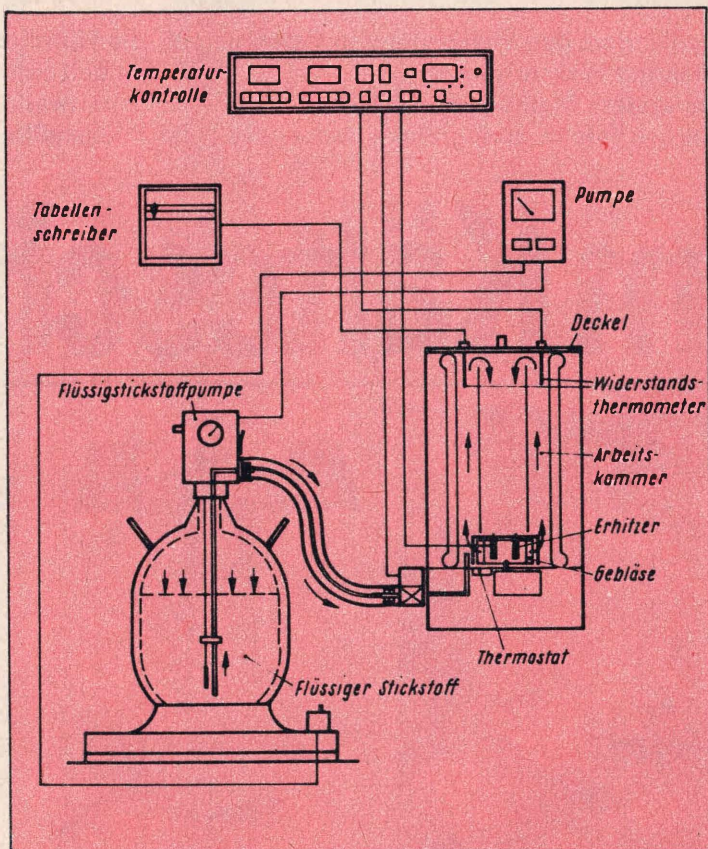 Temperatur-
kontrolle
Tabellen-
schreiber
Pumpe
Deckel
Flüssigstickstoffpumpe
Widerstands-
thermometer
Arbeits-
kammer
Erhitzer
Gebläse
Thermostat
Flüssiger Stickstoff